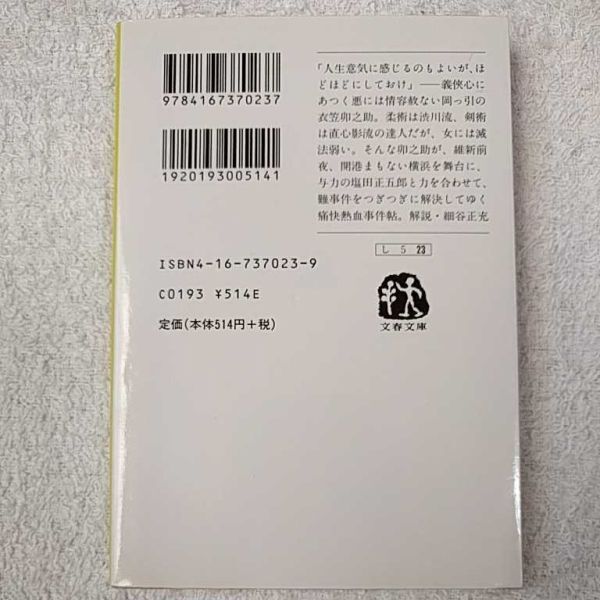 9784167370237
1920193005141
ISBN4-16-737023-9
C0193 ¥514E
定価(本体514円+税)
「人生意気に感じるのもよいが、ほ
どほどにしておけ」――義俠心に
あつく悪には情容赦ない岡っ引の
衣笠卯之助。柔術は渋川流、剣術
は直心影流の達人だが、女には滅
法弱い。そんな卯之助が、維新前
夜、開港まもない横浜を舞台に、
与力の塩田正五郎と力を合わせて、
難事件をつぎつぎに解決してゆく
痛快熱血事件帖。解説・細谷正充
し 5 23
文春文庫